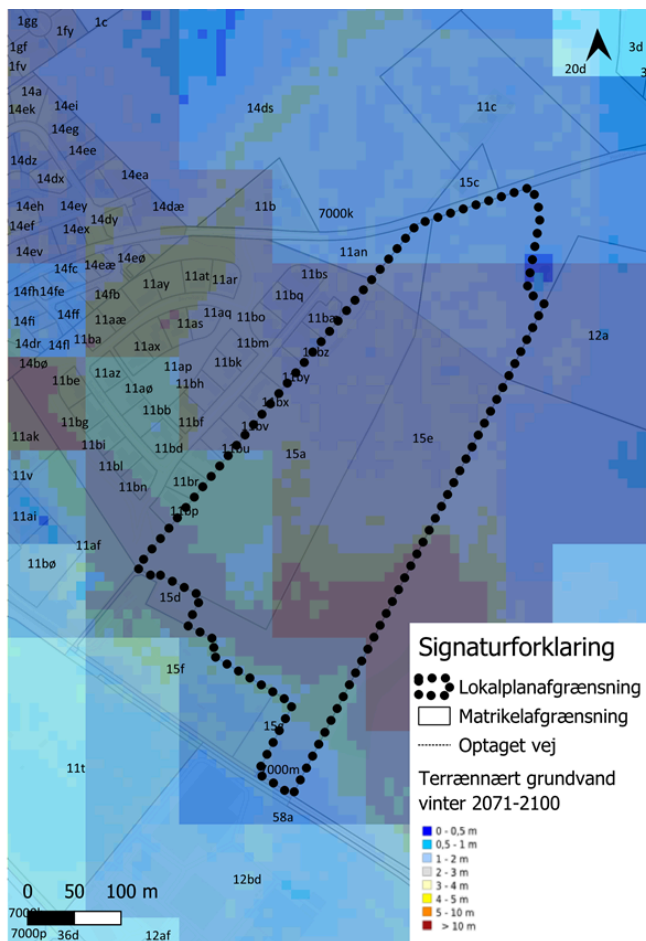 1gg
1fy
1c
1gf
1fv
3d
20d
14a
14ek
14ei
14ds
11c
14eg
14ee
14dz
14dx
14ea
15c
14eh
14ey
14dæ
11b
7000k
14ef
14dy
14ex
14ev
11an
14fc
14eæ
14eø
11at
11ar
11bs
14fh
14fe
14fb
11ay
11bq
14fi
14ff
11aæ
11as
11aq
11bo
11ba
12a
14dr
14fl
11ba
11ax
11bm
11bz
14bø
11be
11az
11ap
11bk
11by
11aø
11bh
11bx
11bb
11bg
11bf
11bv
15e
11ak
11bi
11bd
11bu
15a
11v
11bl
11bn
11br
11ai
11bp
11af
11bø
15d
15f
11t
7000m
58a
12bd
Signaturforklaring
Lokalplanafgrænsning
Matrikelafgrænsning
Optaget vej
Terrænnært grundvand
vinter 2071-2100
0 - 0,5 m
0,5 - 1 m
1 - 2 m
2 - 3 m
3 - 4 m
4 - 5 m
5 - 10 m
> 10 m
0 50 100 m
7000p
36d
12af